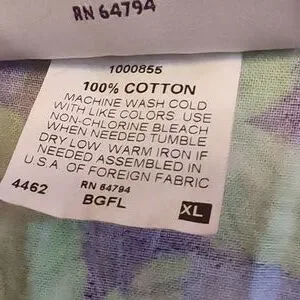 RN 64794
1000855
100% COTTON
MACHINE WASH COLD
WITH LIKE COLORS USE
NON-CHLORINE BLEACH
WHEN NEEDED TUMBLE
DRY LOW WARM IRON IF
NEEDED ASSEMBLED IN
U.S.A. OF FOREIGN FABRIC
4462 RN 64794
BGFL XL